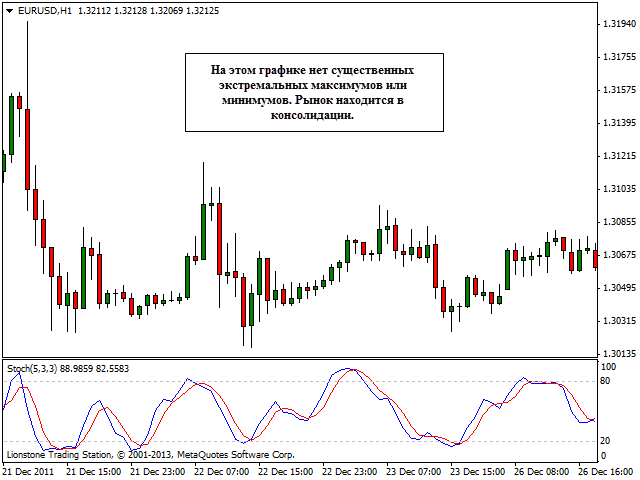 EURUSD,H1 1.32112 1.32128 1.32069 1.32125
На этом графике нет существенных
экстремальных максимумов или
минимумов. Рынок находится в
консолидации.
1.31940
1.31755
1.31575
1.31395
1.31215
1.31035
1.30855
1.30675
1.30495
1.30315
1.30135
Stoch(5,3,3) 88.9859 82.5583
100
80
20
0
Lionstone Trading Station, © 2001-2013, MetaQuotes Software Corp.
21 Dec 2011 21 Dec 15:00 21 Dec 23:00 22 Dec 07:00 22 Dec 15:00 22 Dec 23:00 23 Dec 07:00 23 Dec 15:00 26 Dec 08:00 26 Dec 16:00